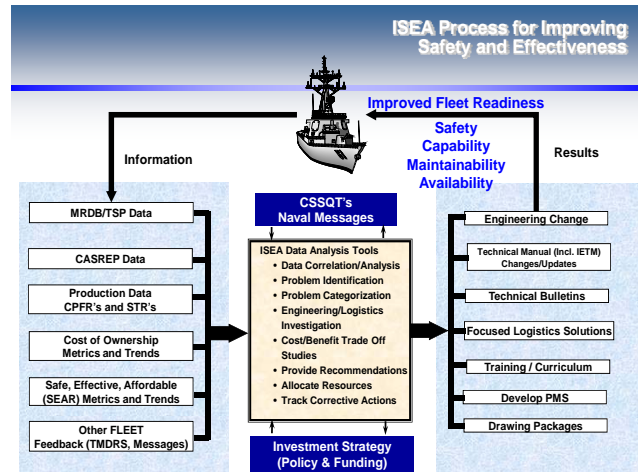 ISEA Process for Improving
Safety and Effectiveness
Improved Fleet Readiness
Safety
Capability
Maintainability
Availability
Information
Results
MRDB/TSP Data
CASREP Data
Production Data
CPFR's and STR's
Cost of Ownership
Metrics and Trends
Safe, Effective, Affordable
(SEAR) Metrics and Trends
Other FLEET
Feedback (TMDRS, Messages)
CSSQT's
Naval Messages
ISEA Data Analysis Tools
• Data Correlation/Analysis
• Problem Identification
• Problem Categorization
• Engineering/Logistics
Investigation
• Cost/Benefit Trade Off
Studies
• Provide Recommendations
• Allocate Resources
• Track Corrective Actions
Investment Strategy
(Policy & Funding)
Engineering Change
Technical Manual (Incl. IETM)
Changes/Updates
Technical Bulletins
Focused Logistics Solutions
Training / Curriculum
Develop PMS
Drawing Packages